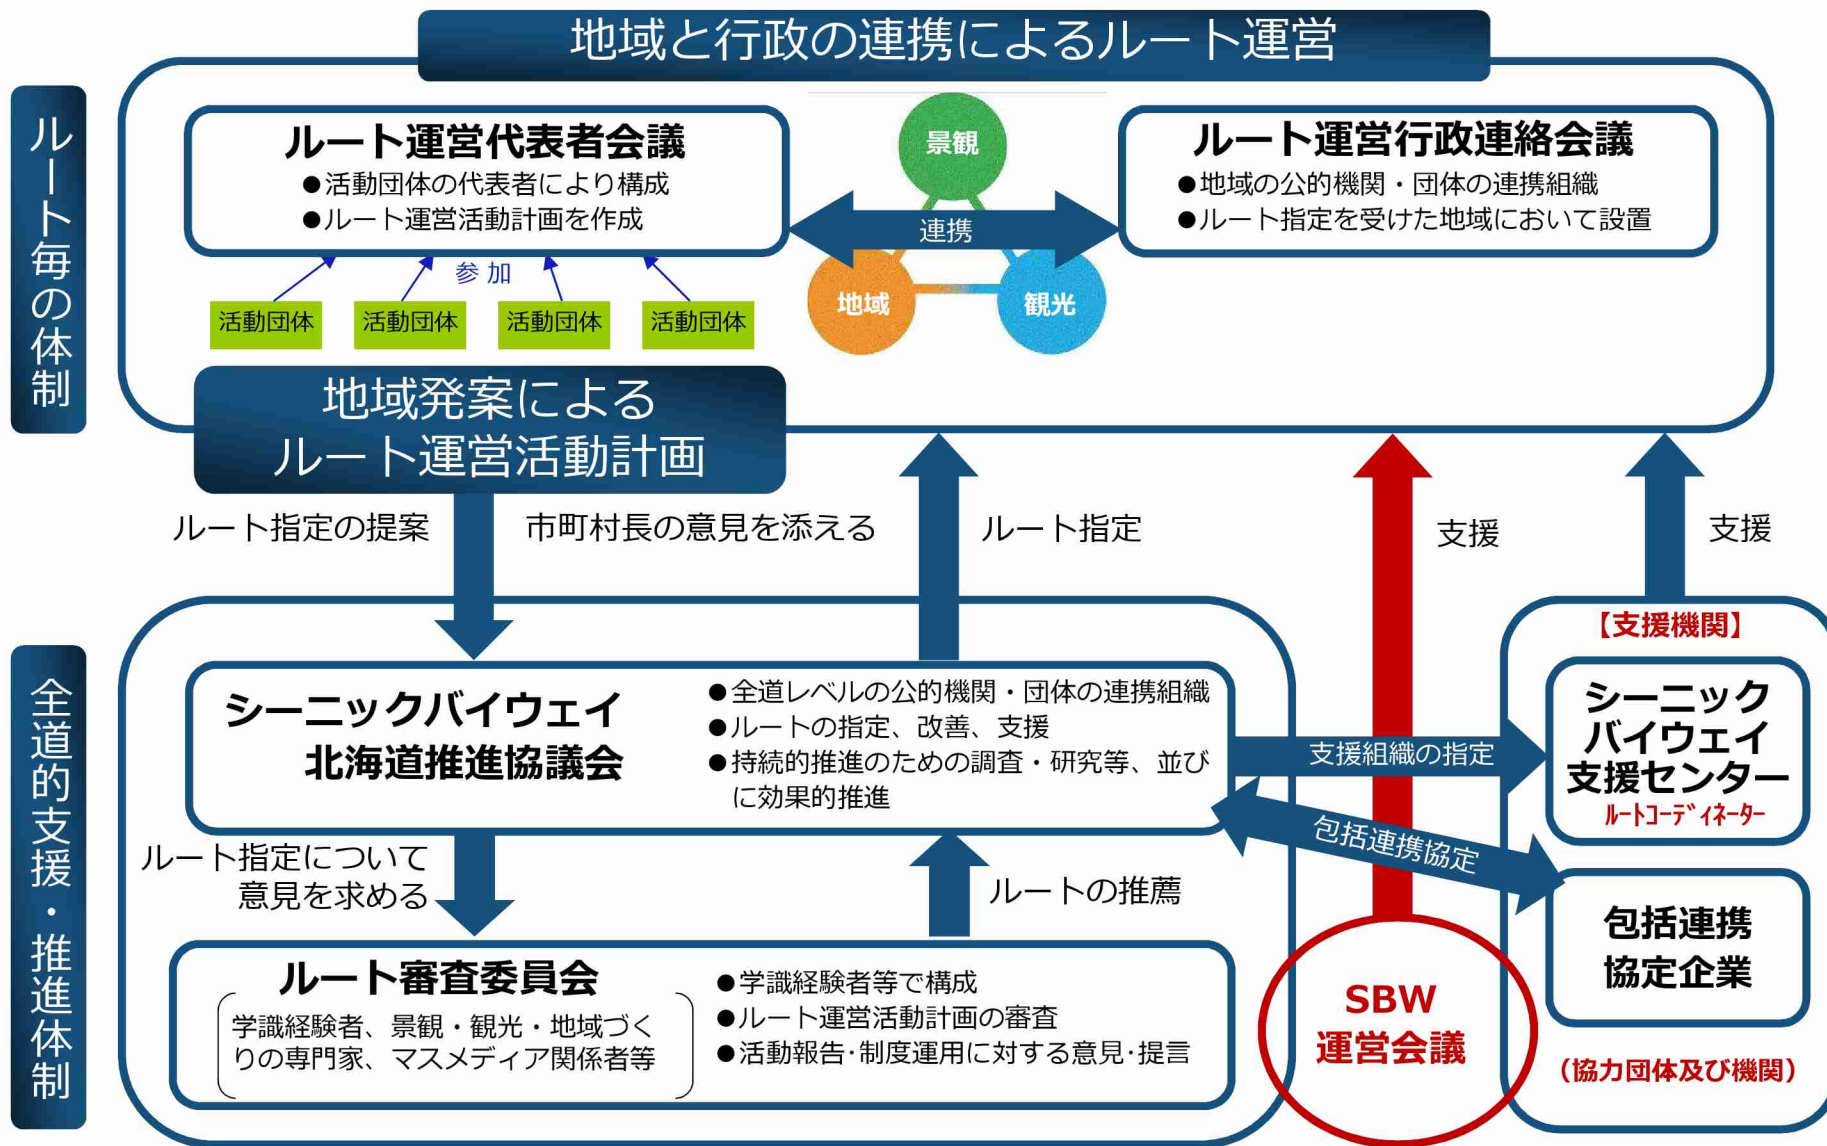 地域と行政の連携によるルート運営
ルート毎の体制
ルート運営代表者会議
●活動団体の代表者により構成
●ルート運営活動計画を作成
参 加
活動団体
活動団体
活動団体
活動団体
景観
連携
地域
観光
ルート運営行政連絡会議
●地域の公的機関・団体の連携組織
●ルート指定を受けた地域において設置
地域発案による
ルート運営活動計画
ルート指定の提案
市町村長の意見を添える
ルート指定
支援
支援
全道的支援・推進体制
シーニックバイウェイ
北海道推進協議会
●全道レベルの公的機関・団体の連携組織
●ルートの指定、改善、支援
●持続的推進のための調査・研究等、並び
に効果的推進
支援組織の指定
包括連携協定
【支援機関】
シーニック
バイウェイ
支援センター
ﾙｰﾄｺｰﾃﾞｨﾈｰﾀｰ
包括連携
協定企業
（協力団体及び機関）
ルート指定について
意見を求める
ルートの推薦
ルート審査委員会
学識経験者、景観・観光・地域づく
りの専門家、マスメディア関係者等
●学識経験者等で構成
●ルート運営活動計画の審査
●活動報告･制度運用に対する意見･提言
SBW
運営会議